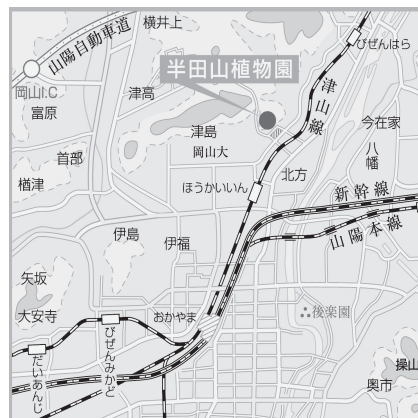 横井上
山陽自動車道
びぜんはら
半田山植物園
岡山I.C
富原
津高
津島
岡山大
津山線
今在家
八幡
首部
楢津
ほうかいいん
北方
新幹線
山陽本線
伊島
伊福
矢坂
大安寺
おかやま
後楽園
びぜんみかど
だいあんじ
操山
奥市